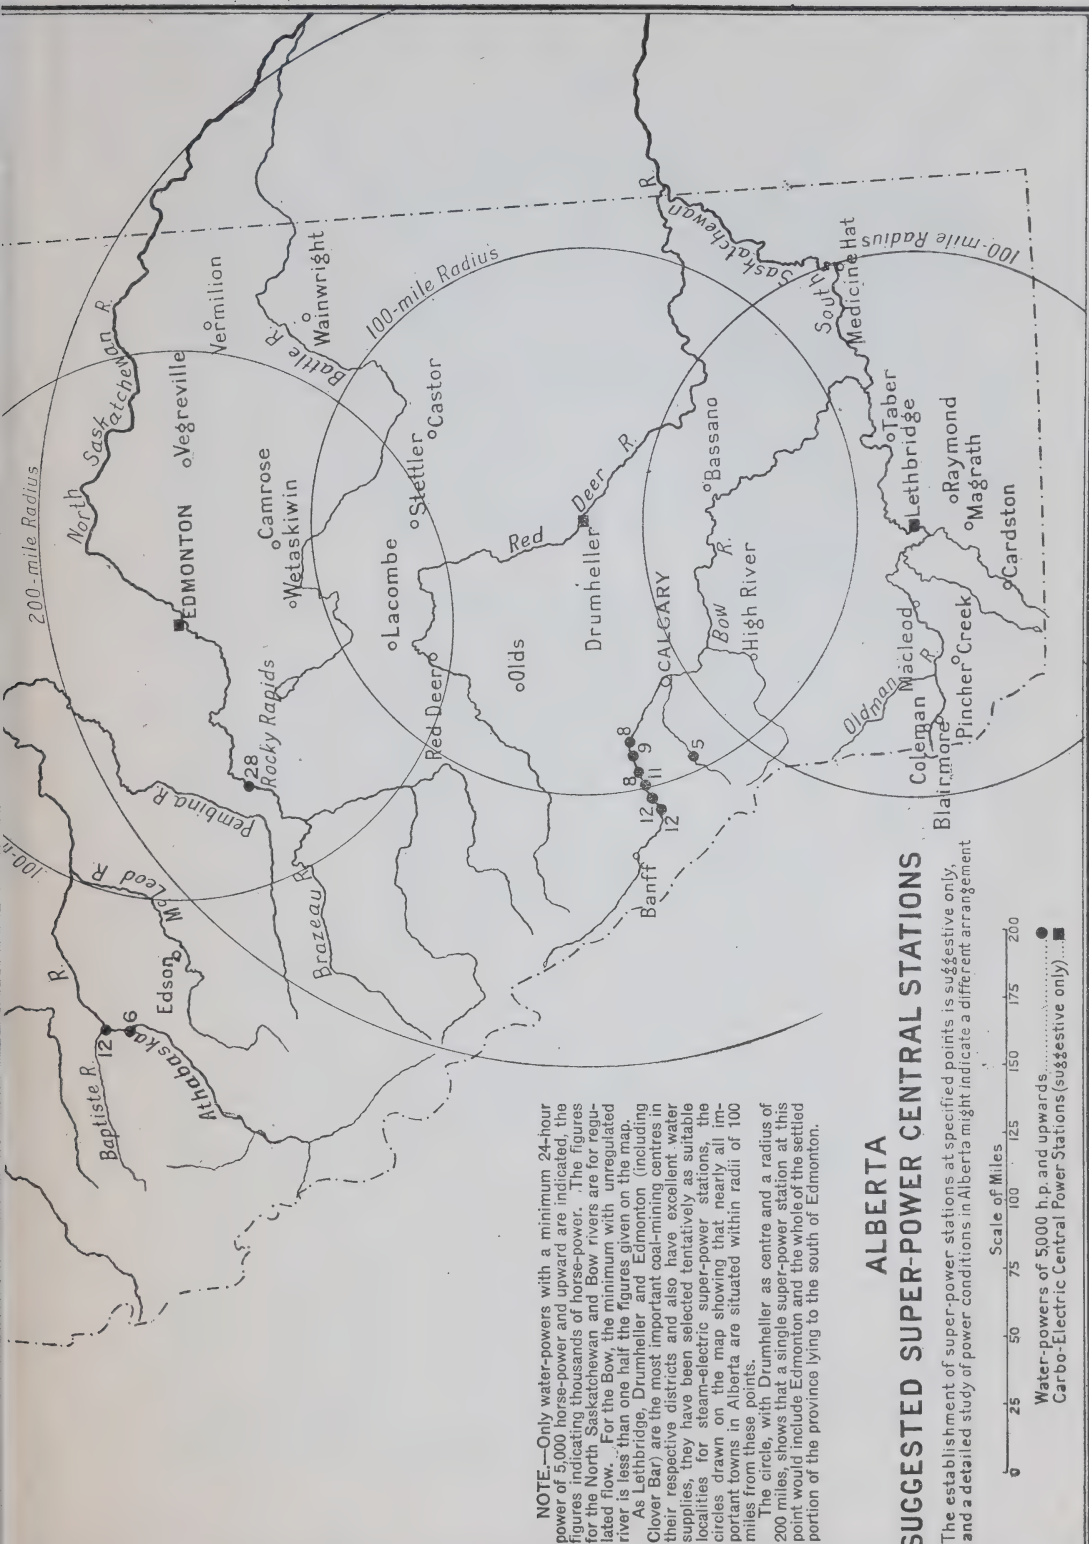 200-mile Radius
North Saskatchewan R.
EDMONTON
Vegreville
Vermilion
Wainwright
Battle R.
Camrose
Wetaskiwin
100-mile Radius
Castor
Stettler
Lacombe
Red Deer
Olds
Red Deer R.
Drumheller
28
Rocky Rapids
Pembina R.
100-m
McLeod R.
Brazeau R.
Edson
R.
12
6
Baptiste R.
Athabaska
CALGARY
8
9
8
11
12
12
5
Banff
Bow R.
High River
Bassano
South Saskatchewan R.
Medicine Hat
100-mile Radius
Taber
Lethbridge
Raymond
Magrath
Cardston
Oldman R.
Macleod
Coleman
Blairmore
Pincher Creek
NOTE.—Only water-powers with a minimum 24-hour
power of 5,000 horse-power and upward are indicated, the
figures indicating thousands of horse-power. The figures
for the North Saskatchewan and Bow rivers are for regu-
lated flow. For the Bow, the minimum with unregulated
river is less than one half the figures given on the map.
As Lethbridge, Drumheller and Edmonton (including
Clover Bar) are the most important coal-mining centres in
their respective districts and also have excellent water
supplies, they have been selected tentatively as suitable
localities for steam-electric super-power stations, the
circles drawn on the map showing that nearly all im-
portant towns in Alberta are situated within radii of 100
miles from these points.
The circle, with Drumheller as centre and a radius of
200 miles, shows that a single super-power station at this
point would include Edmonton and the whole of the settled
portion of the province lying to the south of Edmonton.
ALBERTA
SUGGESTED SUPER-POWER CENTRAL STATIONS
The establishment of super-power stations at specified points is suggestive only,
and a detailed study of power conditions in Alberta might indicate a different arrangement
Scale of Miles
0 25 50 75 100 125 150 175 200
Water-powers of 5,000 h.p. and upwards
Carbo-Electric Central Power Stations (suggestive only)